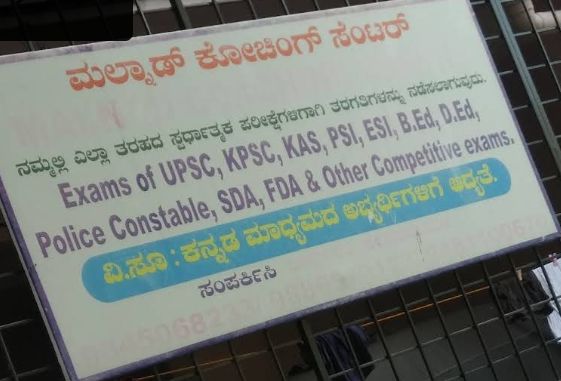 ಮಲ್ನಾಡ್ ಕೋಚಿಂಗ್ ಸೆಂಟರ್
ನಮ್ಮಲ್ಲಿ ಎಲ್ಲಾ ತರಹದ ಸ್ಪರ್ಧಾತ್ಮಕ ಪರೀಕ್ಷೆಗಳಿಗಾಗಿ ತರಗತಿಗಳನ್ನು ನಡೆಸಲಾಗುವುದು.
Exams of UPSC, KPSC, KAS, PSI, ESI, B.Ed, D.Ed,
Police Constable, SDA, FDA & Other Competitive exams.
ವಿ.ಸೂ : ಕನ್ನಡ ಮಾಧ್ಯಮದ ಅಭ್ಯರ್ಥಿಗಳಿಗೆ ಆದ್ಯತೆ.
ಸಂಪರ್ಕಿಸಿ